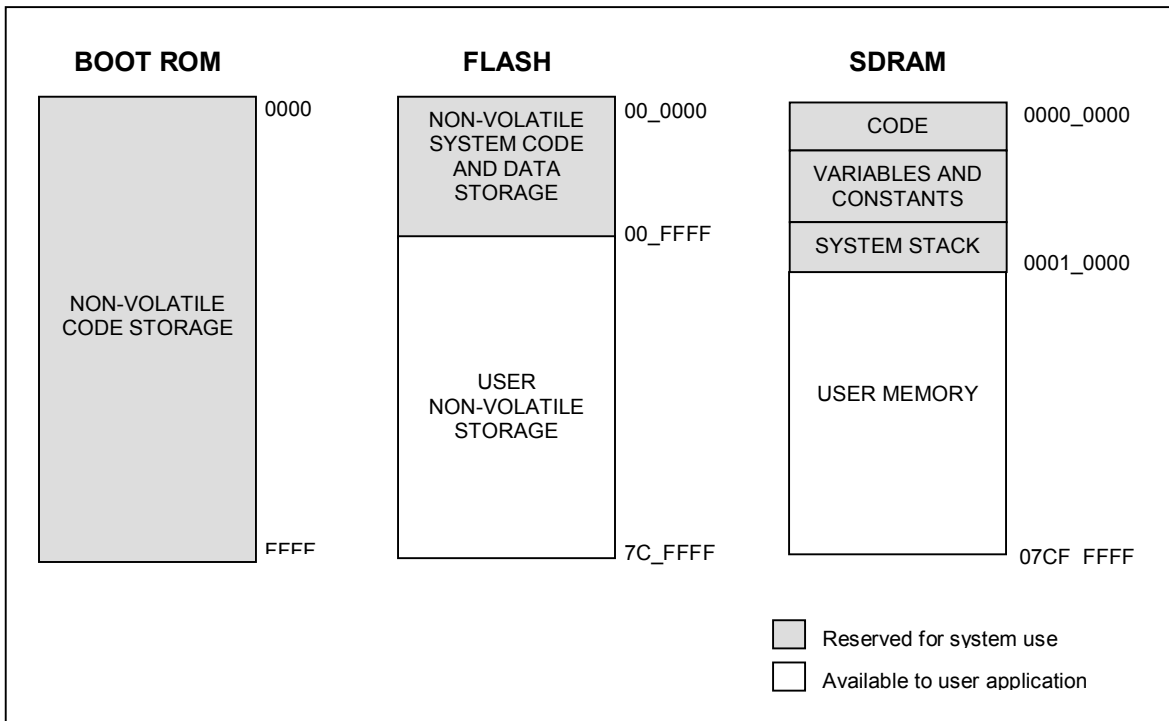 BOOT ROM
0000
NON-VOLATILE
CODE STORAGE
FFFF
FLASH
00_0000
NON-VOLATILE
SYSTEM CODE
AND DATA
STORAGE
00_FFFF
USER
NON-VOLATILE
STORAGE
7C_FFFF
SDRAM
0000_0000
CODE
VARIABLES AND
CONSTANTS
SYSTEM STACK
0001_0000
USER MEMORY
07CF FFFF
Reserved for system use
Available to user application